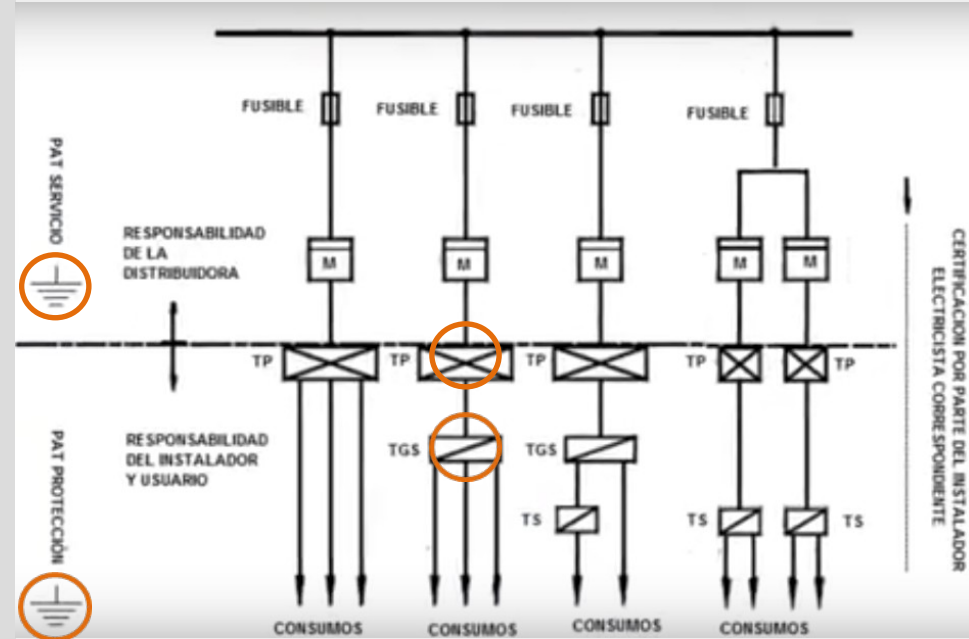 FUSIBLE
FUSIBLE
FUSIBLE
FUSIBLE
PAT SERVICIO
RESPONSABILIDAD
DE LA
DISTRIBUIDORA
M
M
M
M
M
TP
TP
TP
TP
TP
RESPONSABILIDAD
DEL INSTALADOR
Y USUARIO
TGS
TGS
TS
TS
TS
PAT PROTECCIÓN
CONSUMOS
CONSUMOS
CONSUMOS
CONSUMOS
CERTIFICACION POR PARTE DEL INSTALADOR
ELECTRICISTA CORRESPONDIENTE